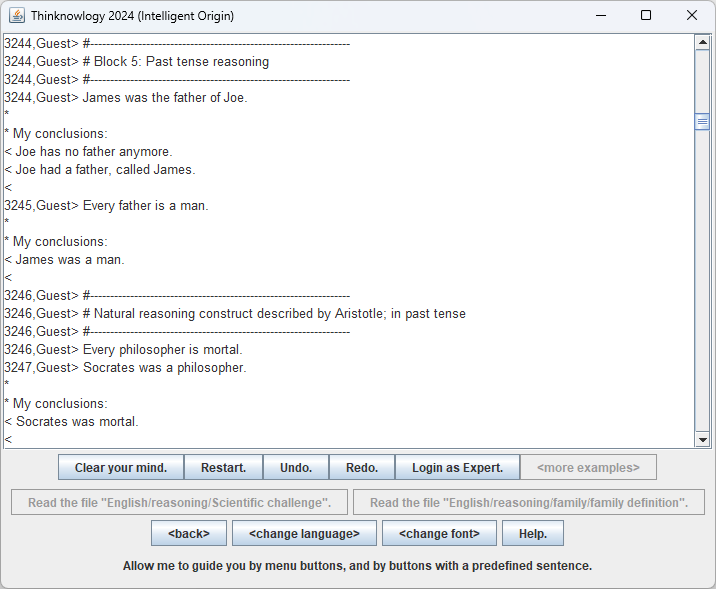 Thinknowlogy 2024 (Intelligent Origin)
3244,Guest> #-----------------------------------------------------------------
3244,Guest> # Block 5: Past tense reasoning
3244,Guest> #-----------------------------------------------------------------
3244,Guest> James was the father of Joe.
*
* My conclusions:
< Joe has no father anymore.
< Joe had a father, called James.
<
3245,Guest> Every father is a man.
*
* My conclusions:
< James was a man.
<
3246,Guest> #-----------------------------------------------------------------
3246,Guest> # Natural reasoning construct described by Aristotle; in past tense
3246,Guest> #-----------------------------------------------------------------
3246,Guest> Every philosopher is mortal.
3247,Guest> Socrates was a philosopher.
*
* My conclusions:
< Socrates was mortal.
<
Clear your mind. Restart. Undo. Redo. Login as Expert. <more examples>
Read the file "English/reasoning/Scientific challenge". Read the file "English/reasoning/family/family definition".
<back> <change language> <change font> Help.
Allow me to guide you by menu buttons, and by buttons with a predefined sentence.